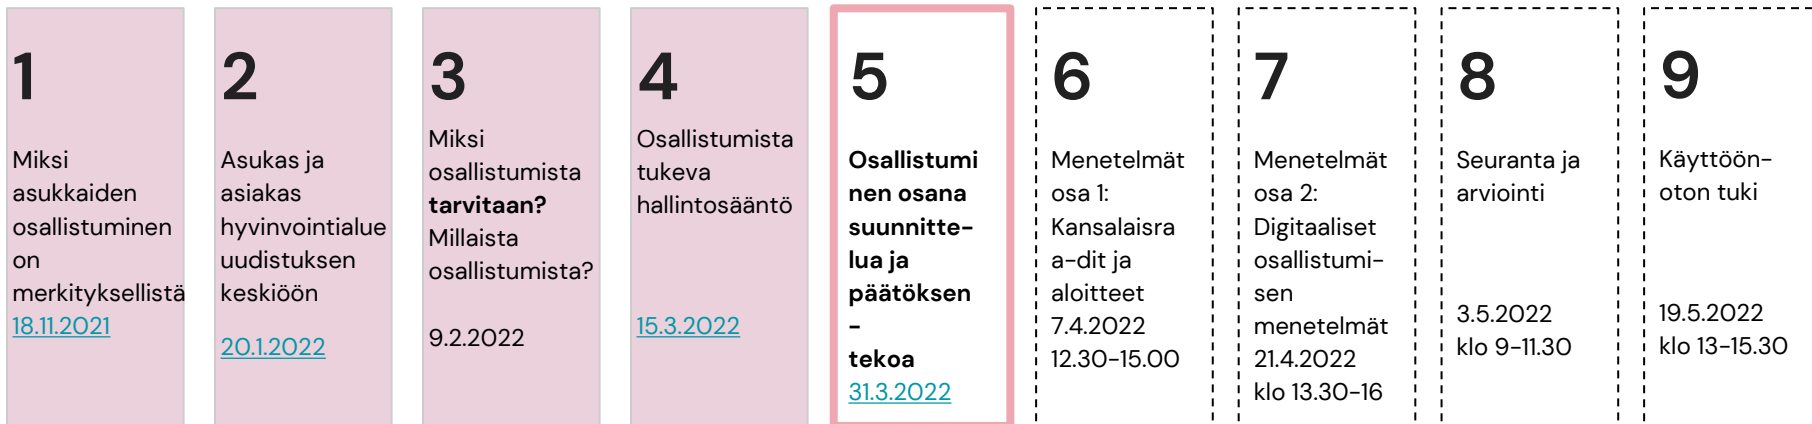 1
Miksi
asukkaiden
osallistuminen
on
merkityksellistä
18.11.2021
2
Asukas ja
asiakas
hyvinvointialue
uudistuksen
keskiöön
20.1.2022
3
Miksi
osallistumista
tarvitaan?
Millaista
osallistumista?
9.2.2022
4
Osallistumista
tukeva
hallintosääntö
15.3.2022
5
Osallistumi
nen osana
suunnitte-
lua ja
päätöksen
-
tekoa
31.3.2022
6
Menetelmät
osa 1:
Kansalaisra
a-dit ja
aloitteet
7.4.2022
12.30-15.00
7
Menetelmät
osa 2:
Digitaaliset
osallistumi-
sen
menetelmät
21.4.2022
klo 13.30-16
8
Seuranta ja
arviointi
3.5.2022
klo 9-11.30
9
Käyttöön-
oton tuki
19.5.2022
klo 13-15.30